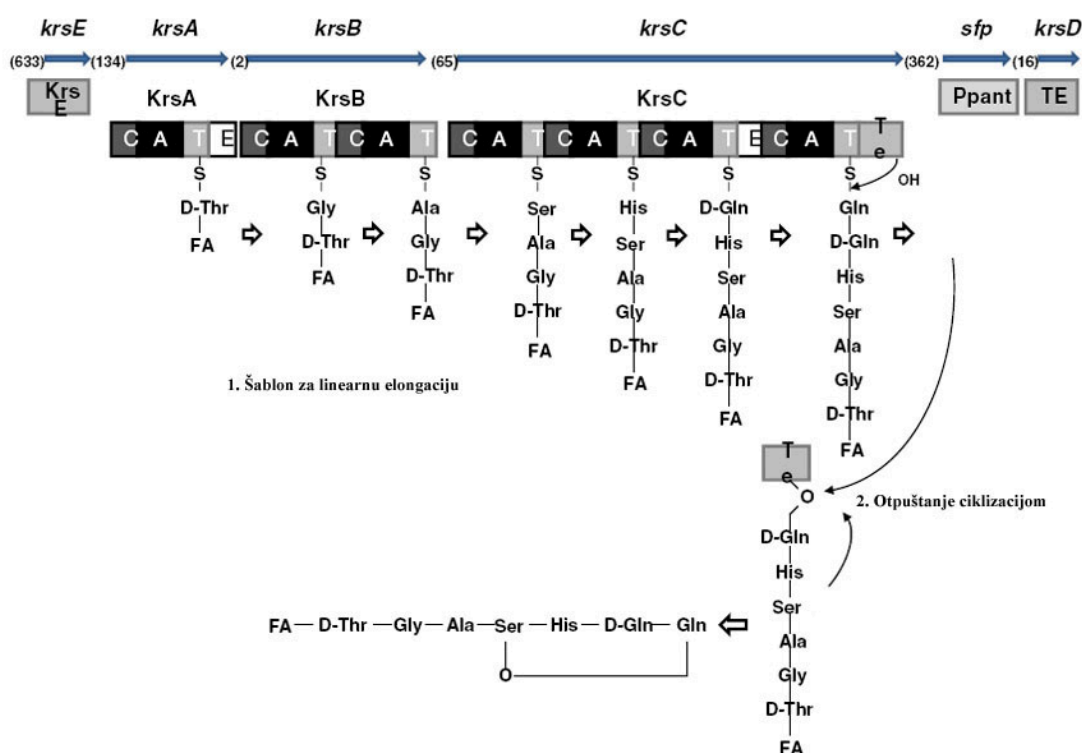 krsE krsA krsB krsC sfp krsD
(633) (134) (2) (65) (362) (16)
Krs
E
Ppant TE
KrsA KrsB KrsC
C A T E C A T C A T C A T C A T C A T E C A T T
e
S S S S S S S OH
D-Thr Gly Ala Ser His D-Gln Gln
FA D-Thr Gly Ala Ser His D-Gln
FA D-Thr Gly Ala Ser His
FA D-Thr Gly Ala Ser
FA D-Thr Gly Ala
FA D-Thr Gly
1. Šablon za linearnu elongaciju
FA D-Thr
FA
T
e
O
2. Otpuštanje ciklizacijom
D-Gln
His
Ser
Ala
Gly
D-Thr
FA
FA D-Thr Gly Ala Ser His D-Gln Gln
O